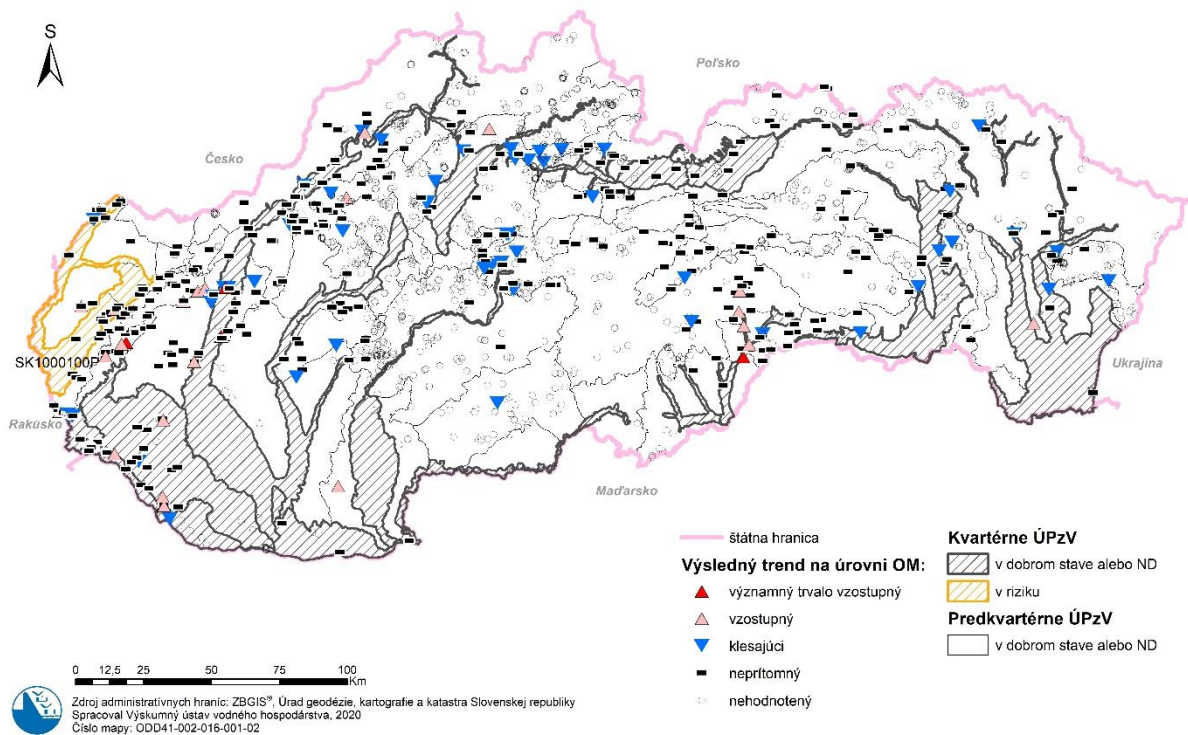 S
Poľsko
Česko
SK1000100P
Rakúsko
Ukrajina
Maďarsko
štátna hranica
Výsledný trend na úrovni OM:
významný trvalo vzostupný
vzostupný
klesajúci
neprítomný
nehodnotený
Kvartérne ÚPzV
v dobrom stave alebo ND
v riziku
Predkvartérne ÚPzV
v dobrom stave alebo ND
0 12,5 25 50 75 100
Km
Zdroj administratívnych hraníc: ZBGIS®, Úrad geodézie, kartografie a katastra Slovenskej republiky
Spracoval Výskumný ústav vodného hospodárstva, 2020
Číslo mapy: ODD41-002-016-001-02